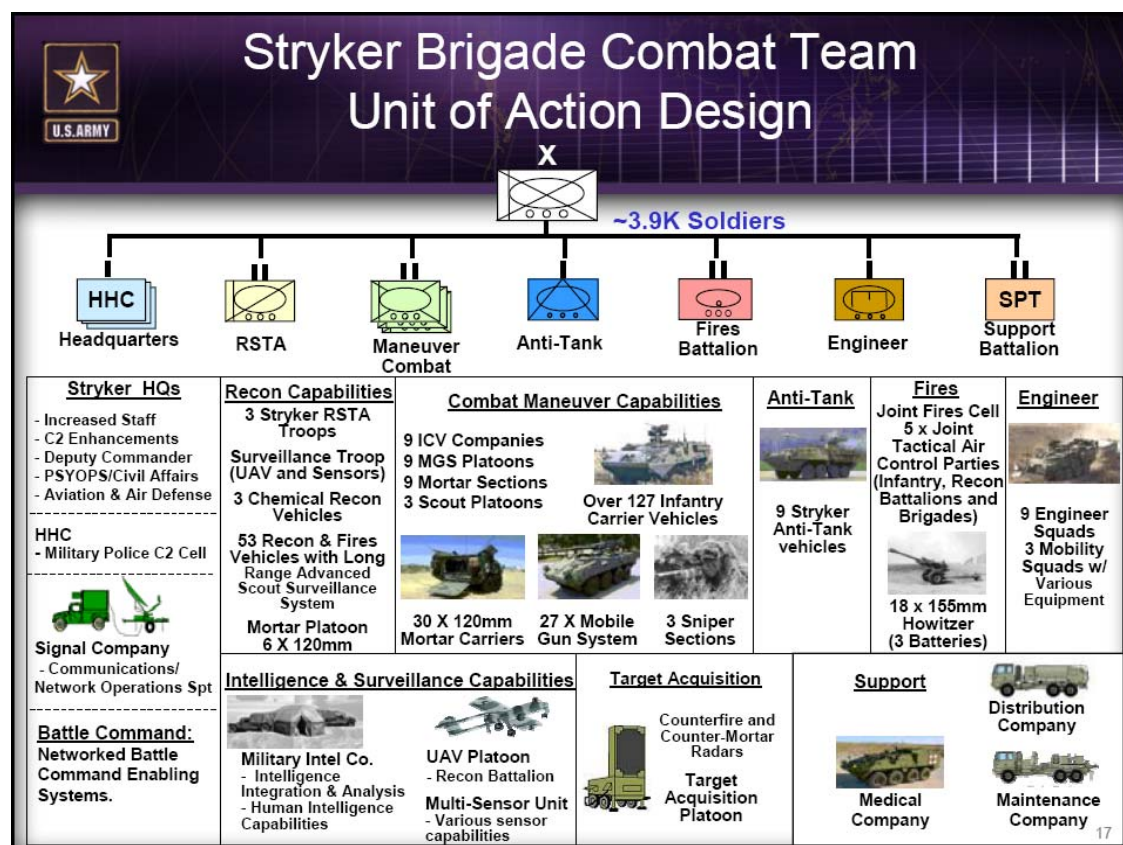 Stryker Brigade Combat Team
Unit of Action Design
U.S.ARMY
X
~3.9K Soldiers
HHC
Headquarters
RSTA
Maneuver
Combat
Anti-Tank
Fires
Battalion
Engineer
SPT
Support
Battalion
Stryker HQs
- Increased Staff
- C2 Enhancements
- Deputy Commander
- PSYOPS/Civil Affairs
- Aviation & Air Defense
HHC
- Military Police C2 Cell
Signal Company
- Communications/
Network Operations Spt
Battle Command:
Networked Battle
Command Enabling
Systems.
Recon Capabilities
3 Stryker RSTA
Troops
Surveillance Troop
(UAV and Sensors)
3 Chemical Recon
Vehicles
53 Recon & Fires
Vehicles with Long
Range Advanced
Scout Surveillance
System
Mortar Platoon
6 X 120mm
Combat Maneuver Capabilities
9 ICV Companies
9 MGS Platoons
9 Mortar Sections
3 Scout Platoons
Over 127 Infantry
Carrier Vehicles
30 X 120mm
Mortar Carriers
27 X Mobile
Gun System
3 Sniper
Sections
Anti-Tank
9 Stryker
Anti-Tank
vehicles
Fires
Joint Fires Cell
5 x Joint
Tactical Air
Control Parties
(Infantry, Recon
Battalions and
Brigades)
18 x 155mm
Howitzer
(3 Batteries)
Engineer
9 Engineer
Squads
3 Mobility
Squads w/
Various
Equipment
Intelligence & Surveillance Capabilities
Military Intel Co.
- Intelligence
Integration & Analysis
- Human Intelligence
Capabilities
UAV Platoon
- Recon Battalion
Multi-Sensor Unit
- Various sensor
capabilities
Target Acquisition
Counterfire and
Counter-Mortar
Radars
Target
Acquisition
Platoon
Support
Medical
Company
Distribution
Company
Maintenance
Company
17